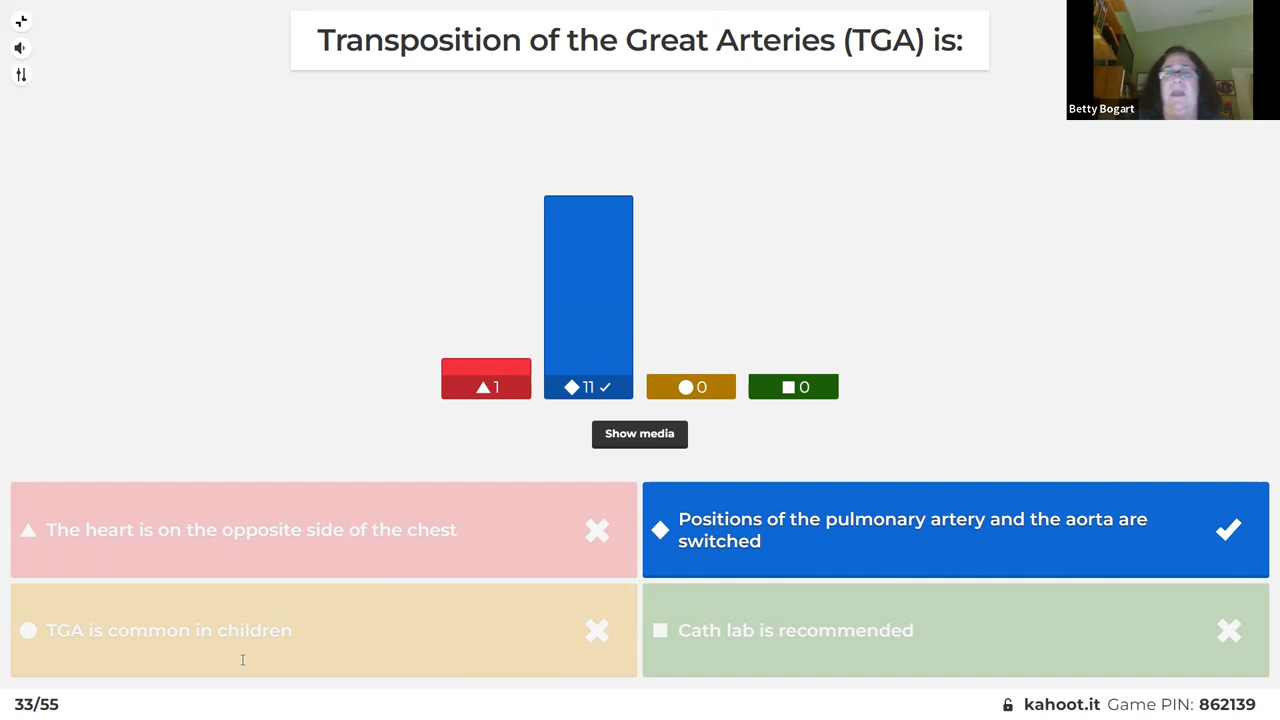 Transposition of the Great Arteries (TGA) is:
Betty Bogart
1
11
0
0
Show media
The heart is on the opposite side of the chest
Positions of the pulmonary artery and the aorta are
switched
TGA is common in children
Cath lab is recommended
33/55
kahoot.it Game PIN: 862139